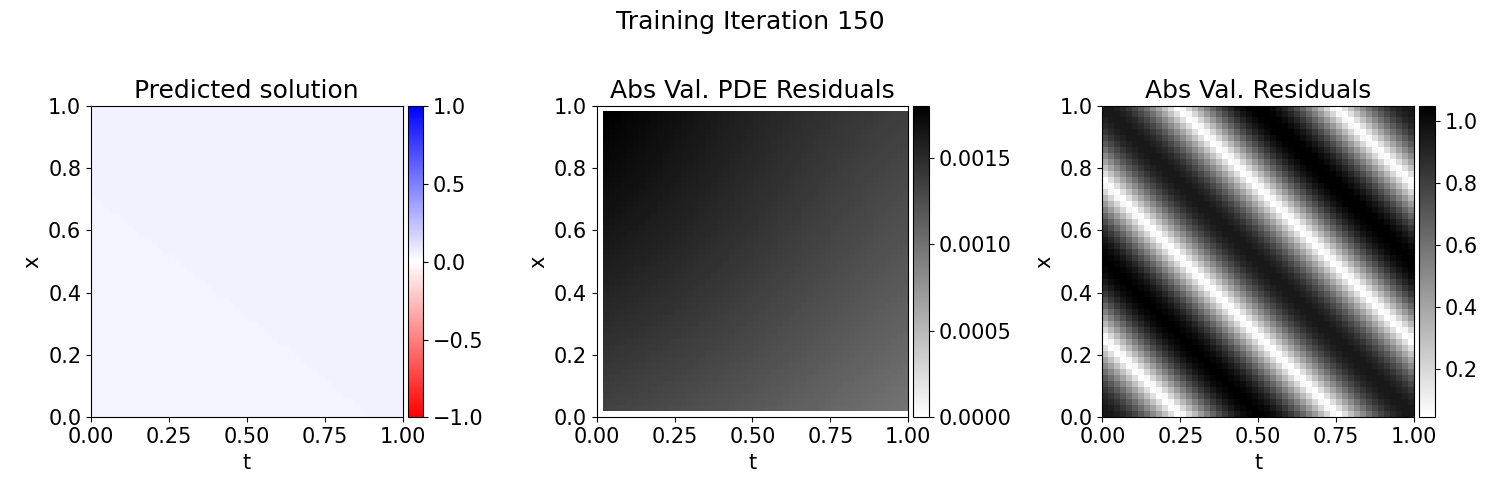 Training Iteration 150
Predicted solution
1.0
0.8
0.6
0.4
0.2
0.0
x
0.00 0.25 0.50 0.75 1.00
t
1.0
0.5
0.0
−0.5
−1.0
Abs Val. PDE Residuals
1.0
0.8
0.6
0.4
0.2
0.0
x
0.00 0.25 0.50 0.75 1.00
t
0.0015
0.0010
0.0005
0.0000
Abs Val. Residuals
1.0
0.8
0.6
0.4
0.2
0.0
x
0.00 0.25 0.50 0.75 1.00
t
1.0
0.8
0.6
0.4
0.2